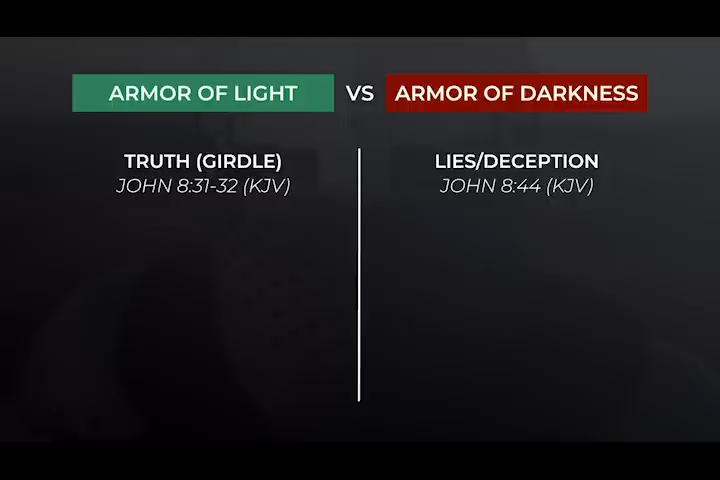 ARMOR OF LIGHT VS ARMOR OF DARKNESS
TRUTH (GIRDLE)
JOHN 8:31-32 (KJV)
LIES/DECEPTION
JOHN 8:44 (KJV)